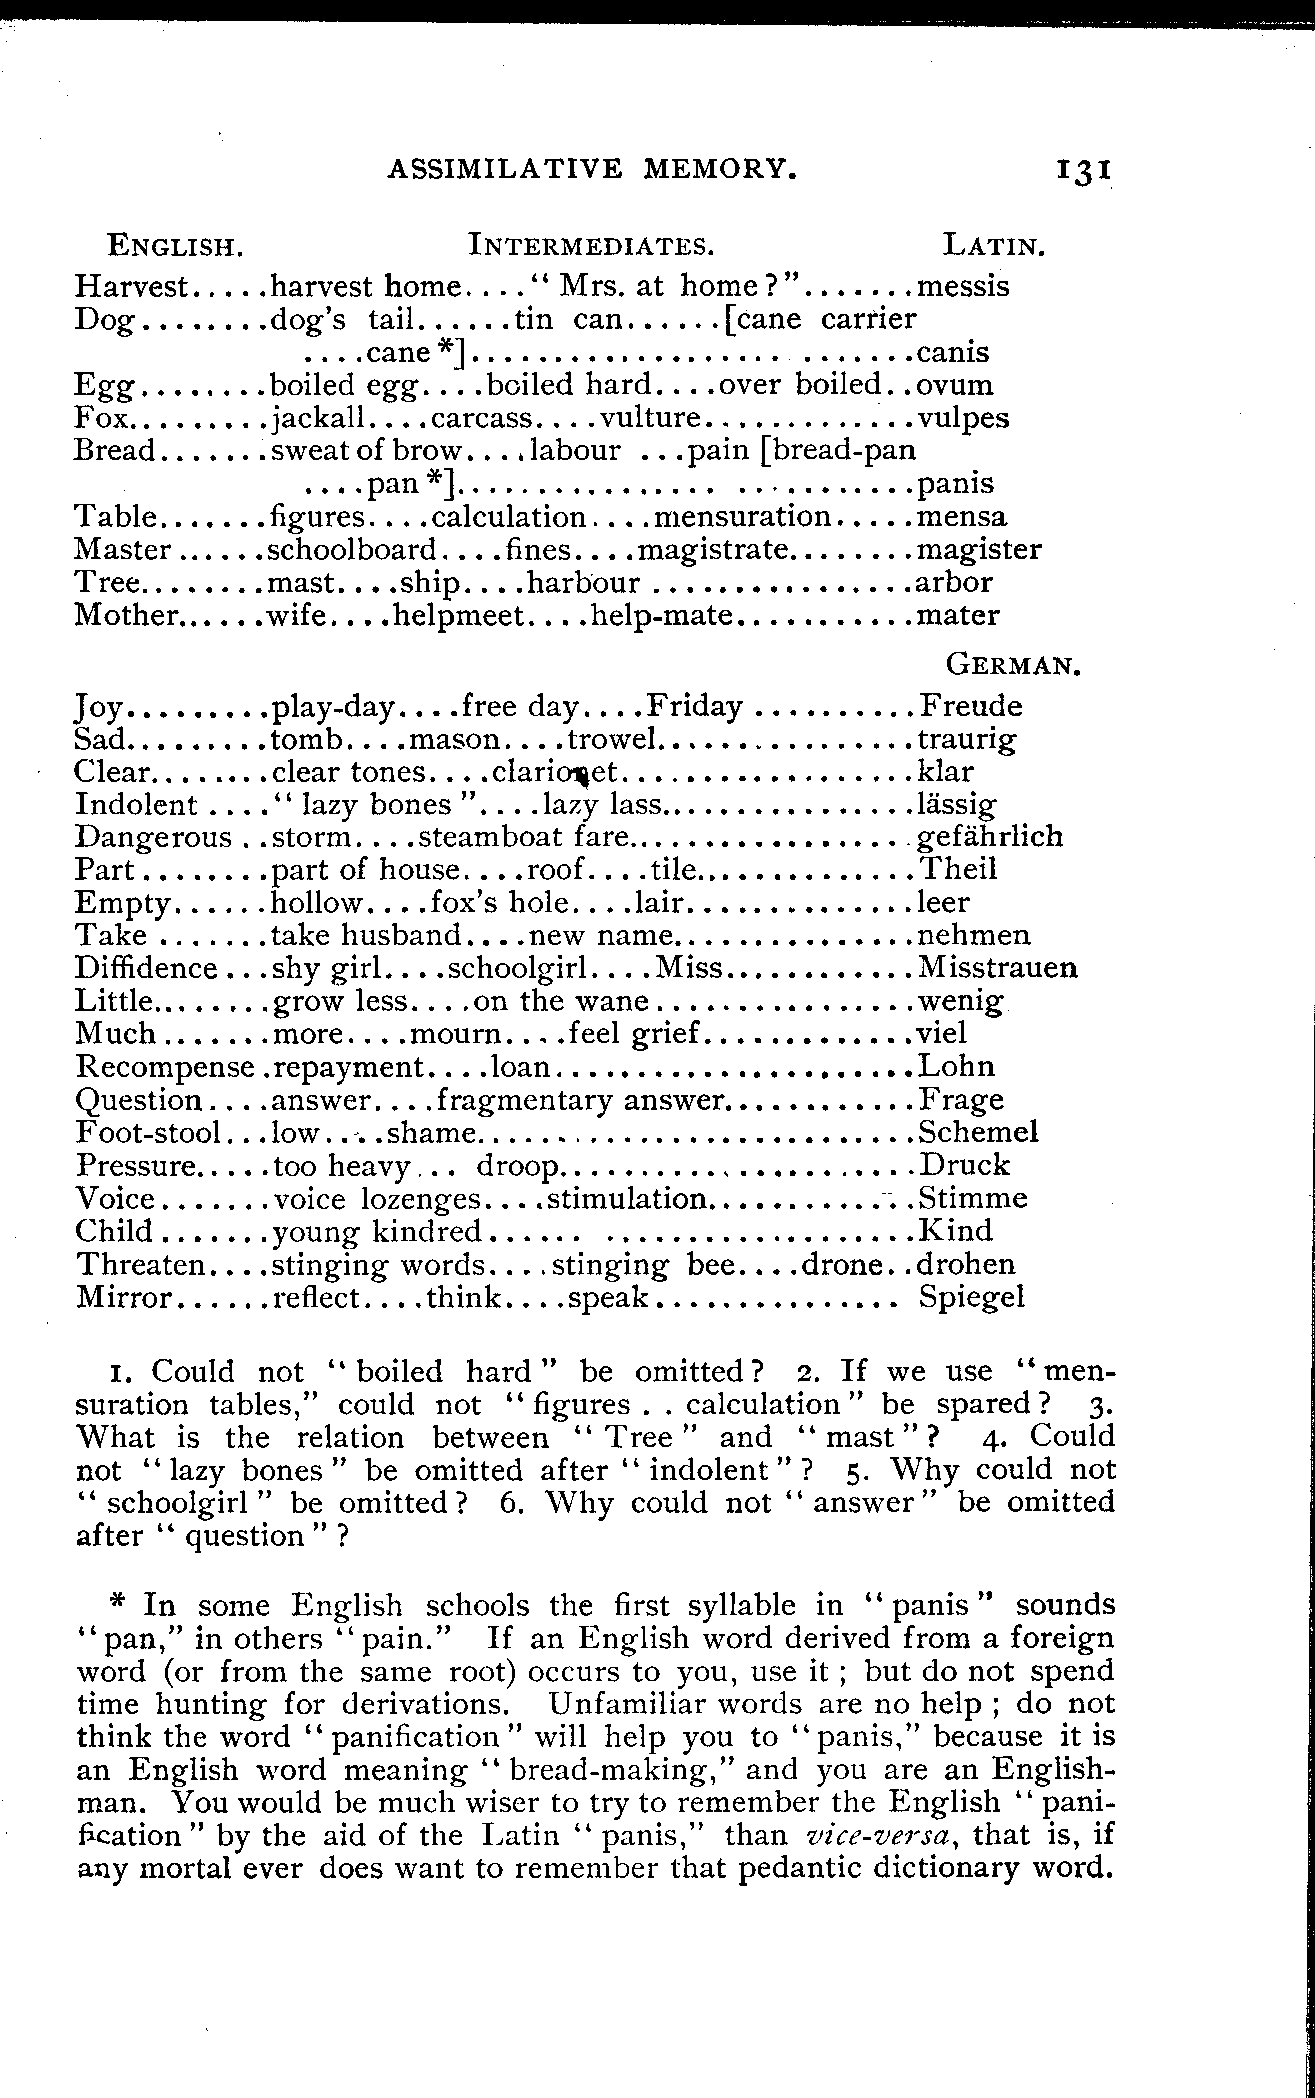 ASSIMILATIVE MEMORY. 131
ENGLISH. INTERMEDIATES. LATIN.
Harvest.....harvest home...."Mrs. at home?".......messis
Dog........dog's tail......tin can......[cane carrier
....cane*]..........................canis
Egg........boiled egg....boiled hard....over boiled..ovum
Fox.........jackall....carcass....vulture.............vulpes
Bread.......sweat of brow....labour ...pain [bread-pan
....pan*]...........................panis
Table.......figures....calculation....mensuration.....mensa
Master......schoolboard....fines....magistrate........magister
Tree........mast....ship....harbour................arbor
Mother......wife....helpmeet....help-mate...........mater
GERMAN.
Joy.........play-day....free day....Friday..........Freude
Sad.........tomb....mason....trowel................traurig
Clear........clear tones....clarionet..................klar
Indolent...."lazy bones"....lazy lass................lässig
Dangerous..storm....steamboat fare..................gefährlich
Part........part of house....roof....tile..............Theil
Empty......hollow....fox's hole....lair..............leer
Take.......take husband....new name...............nehmen
Diffidence...shy girl....schoolgirl....Miss............Misstrauen
Little........grow less....on the wane................wenig
Much.......more....mourn....feel grief.............viel
Recompense.repayment....loan......................Lohn
Question....answer....fragmentary answer............Frage
Foot-stool...low....shame...........................Schemel
Pressure.....too heavy... droop......................Druck
Voice.......voice lozenges....stimulation.............Stimme
Child.......young kindred...... ...................Kind
Threaten....stinging words....stinging bee....drone..drohen
Mirror......reflect....think....speak............... Spiegel
1. Could not "boiled hard" be omitted? 2. If we use "men-
suration tables," could not "figures . . calculation" be spared? 3.
What is the relation between "Tree" and "mast"? 4. Could
not "lazy bones" be omitted after "indolent"? 5. Why could not
"schoolgirl" be omitted? 6. Why could not "answer" be omitted
after "question"?
* In some English schools the first syllable in "panis" sounds
"pan," in others "pain." If an English word derived from a foreign
word (or from the same root) occurs to you, use it; but do not spend
time hunting for derivations. Unfamiliar words are no help; do not
think the word "panification" will help you to "panis," because it is
an English word meaning "bread-making," and you are an English-
man. You would be much wiser to try to remember the English "pani-
fication" by the aid of the Latin "panis," than vice-versa, that is, if
any mortal ever does want to remember that pedantic dictionary word.